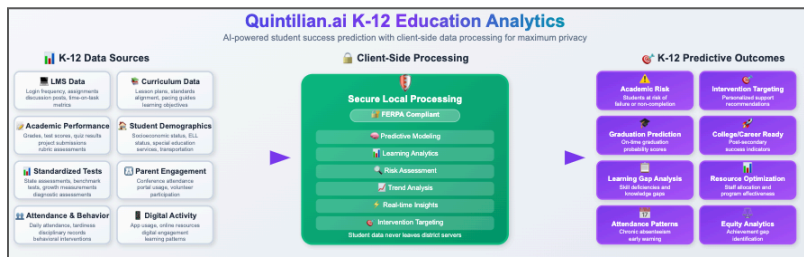 Quintilian.ai K-12 Education Analytics
AI-powered student success prediction with client-side data processing for maximum privacy
K-12 Data Sources
LMS Data
Login frequency, assignments
discussion posts, time-on-task
metrics
Curriculum Data
Lesson plans, standards
alignment, pacing guides
learning objectives
Academic Performance
Grades, test scores, quiz results
project submissions
rubric assessments
Student Demographics
Socioeconomic status, ELL
status, special education
services, transportation
Standardized Tests
State assessments, benchmark
tests, growth measurements
diagnostic assessments
Parent Engagement
Conference attendance
portal usage, volunteer
participation
Attendance & Behavior
Daily attendance, tardiness
disciplinary records
behavioral interventions
Digital Activity
App usage, online resources
digital engagement
learning patterns
Client-Side Processing
Secure Local Processing
FERPA Compliant
Predictive Modeling
Learning Analytics
Risk Assessment
Trend Analysis
Real-time Insights
Intervention Targeting
Student data never leaves district servers
K-12 Predictive Outcomes
Academic Risk
Students at risk of
failure or non-completion
Intervention Targeting
Personalized support
recommendations
Graduation Prediction
On-time graduation
probability scores
College/Career Ready
Post-secondary
success indicators
Learning Gap Analysis
Skill deficiencies and
knowledge gaps
Resource Optimization
Staff allocation and
program effectiveness
Attendance Patterns
Chronic absenteeism
early warning
Equity Analytics
Achievement gap
identification